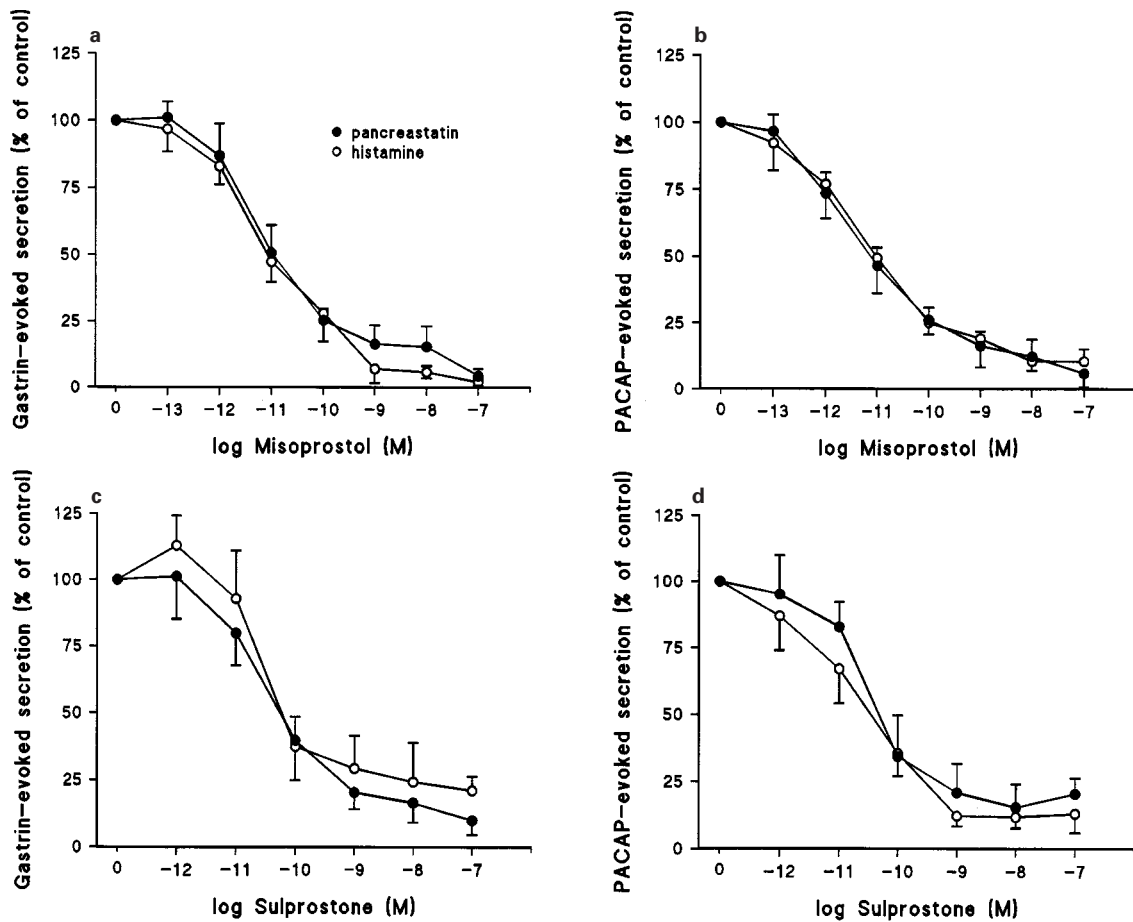 a
Gastrin-evoked secretion (% of control)
125
100
75
50
25
0
pancreastatin
histamine
0 -13 -12 -11 -10 -9 -8 -7
log Misoprostol (M)
b
PACAP-evoked secretion (% of control)
125
100
75
50
25
0
0 -13 -12 -11 -10 -9 -8 -7
log Misoprostol (M)
c
Gastrin-evoked secretion (% of control)
125
100
75
50
25
0
0 -12 -11 -10 -9 -8 -7
log Sulprostone (M)
d
PACAP-evoked secretion (% of control)
125
100
75
50
25
0
0 -12 -11 -10 -9 -8 -7
log Sulprostone (M)